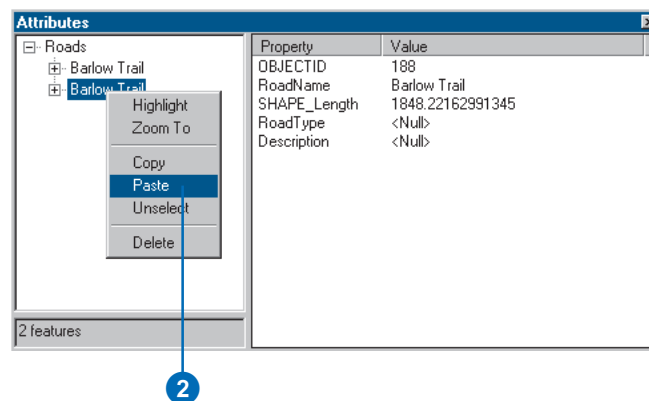 Attributes
Roads
Barlow Trail
Barlow Trail
Highlight
Zoom To
Copy
Paste
Unselect
Delete
2 features
Property Value
OBJECTID 188
RoadName Barlow Trail
SHAPE_Length 1848.22162991345
RoadType <Null>
Description <Null>
2